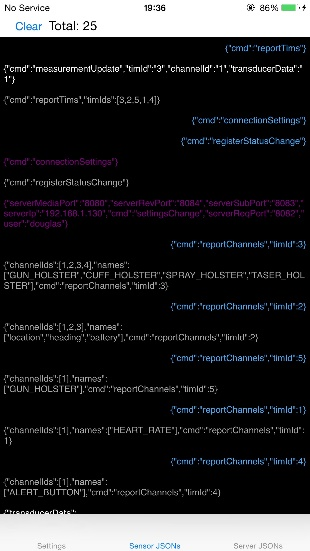 No Service 19:36 86%
Clear Total: 25
{"cmd":"reportTims"}
{"cmd":"measurementUpdate","timId":"3","channelId":"1","transducerData":"
1"}
{"cmd":"reportTims","timIds":[3,2,5,1,4]}
{"cmd":"connectionSettings"}
{"cmd":"registerStatusChange"}
{"cmd":"connectionSettings"}
{"cmd":"registerStatusChange"}
{"serverMediaPort":"8080","serverRevPort":"8084","serverSubPort":"8083","
serverIp":"192.168.1.130","cmd":"settingsChange","serverReqPort":"8082","
user":"douglas"}
{"cmd":"reportChannels","timId":3}
{"channelIds":[1,2,3,4],"names":
["GUN_HOLSTER","CUFF_HOLSTER","SPRAY_HOLSTER","TASER_HOL
STER"],"cmd":"reportChannels","timId":3}
{"cmd":"reportChannels","timId":2}
{"channelIds":[1,2,3],"names":
["location","heading","battery"],"cmd":"reportChannels","timId":2}
{"cmd":"reportChannels","timId":5}
{"channelIds":[1],"names":
["GUN_HOLSTER"],"cmd":"reportChannels","timId":5}
{"cmd":"reportChannels","timId":1}
{"channelIds":[1],"names":["HEART_RATE"],"cmd":"reportChannels","timId":
1}
{"cmd":"reportChannels","timId":4}
{"channelIds":[1],"names":
["ALERT_BUTTON"],"cmd":"reportChannels","timId":4}
{"transducerData":
Settings Sensor JSONs Server JSONs